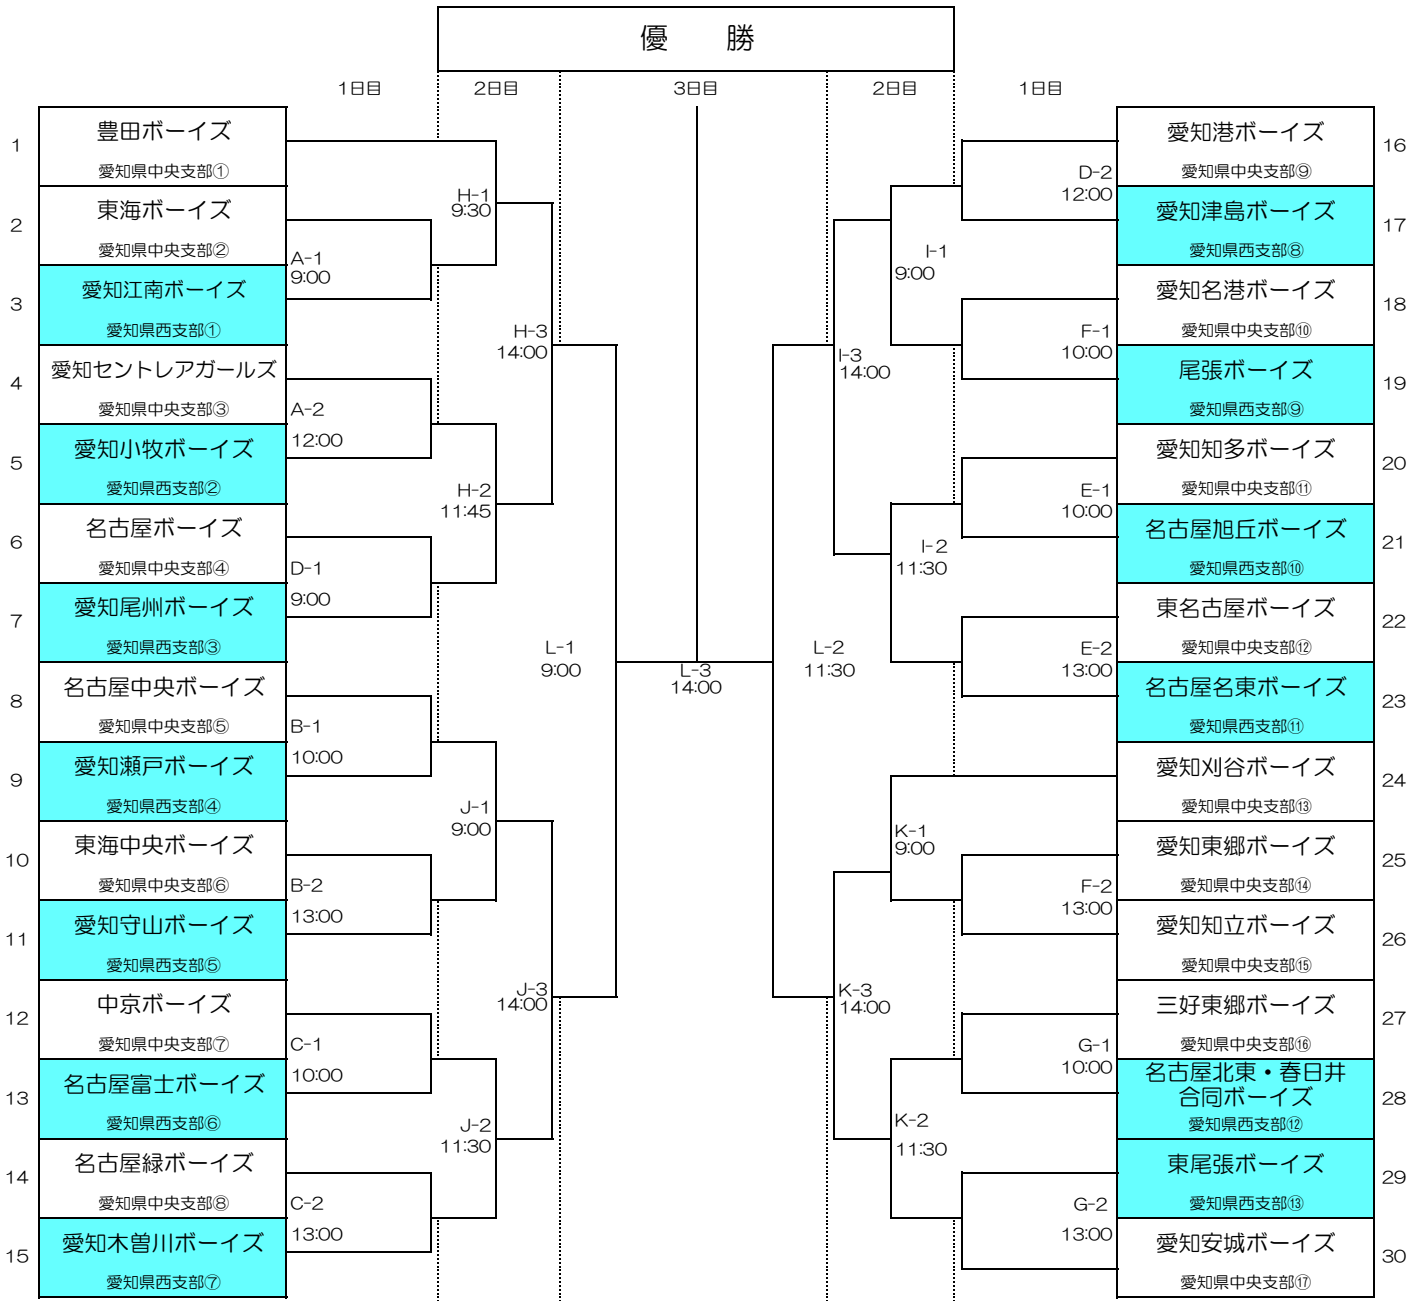 優　　勝
1日目
2日目
3日目
2日目
1日目
1
豊田ボーイズ
愛知県中央支部①
2
東海ボーイズ
愛知県中央支部②
3
愛知江南ボーイズ
愛知県西支部①
4
愛知セントレアガールズ
愛知県中央支部③
5
愛知小牧ボーイズ
愛知県西支部②
6
名古屋ボーイズ
愛知県中央支部④
7
愛知尾州ボーイズ
愛知県西支部③
8
名古屋中央ボーイズ
愛知県中央支部⑤
9
愛知瀬戸ボーイズ
愛知県西支部④
10
東海中央ボーイズ
愛知県中央支部⑥
11
愛知守山ボーイズ
愛知県西支部⑤
12
中京ボーイズ
愛知県中央支部⑦
13
名古屋富士ボーイズ
愛知県西支部⑥
14
名古屋緑ボーイズ
愛知県中央支部⑧
15
愛知木曽川ボーイズ
愛知県西支部⑦
A-1
9:00
A-2
12:00
D-1
9:00
B-1
10:00
B-2
13:00
C-1
10:00
C-2
13:00
H-1
9:30
H-2
11:45
J-1
9:00
J-2
11:30
H-3
14:00
J-3
14:00
L-1
9:00
L-3
14:00
L-2
11:30
I-3
14:00
K-3
14:00
I-1
9:00
I-2
11:30
K-1
9:00
K-2
11:30
D-2
12:00
F-1
10:00
E-1
10:00
E-2
13:00
F-2
13:00
G-1
10:00
G-2
13:00
愛知港ボーイズ
愛知県中央支部⑨
16
愛知津島ボーイズ
愛知県西支部⑧
17
愛知名港ボーイズ
愛知県中央支部⑩
18
尾張ボーイズ
愛知県西支部⑨
19
愛知知多ボーイズ
愛知県中央支部⑪
20
名古屋旭丘ボーイズ
愛知県西支部⑩
21
東名古屋ボーイズ
愛知県中央支部⑫
22
名古屋名東ボーイズ
愛知県西支部⑪
23
愛知刈谷ボーイズ
愛知県中央支部⑬
24
愛知東郷ボーイズ
愛知県中央支部⑭
25
愛知知立ボーイズ
愛知県中央支部⑮
26
三好東郷ボーイズ
愛知県中央支部⑯
27
名古屋北東・春日井
合同ボーイズ
愛知県西支部⑫
28
東尾張ボーイズ
愛知県西支部⑬
29
愛知安城ボーイズ
愛知県中央支部⑰
30